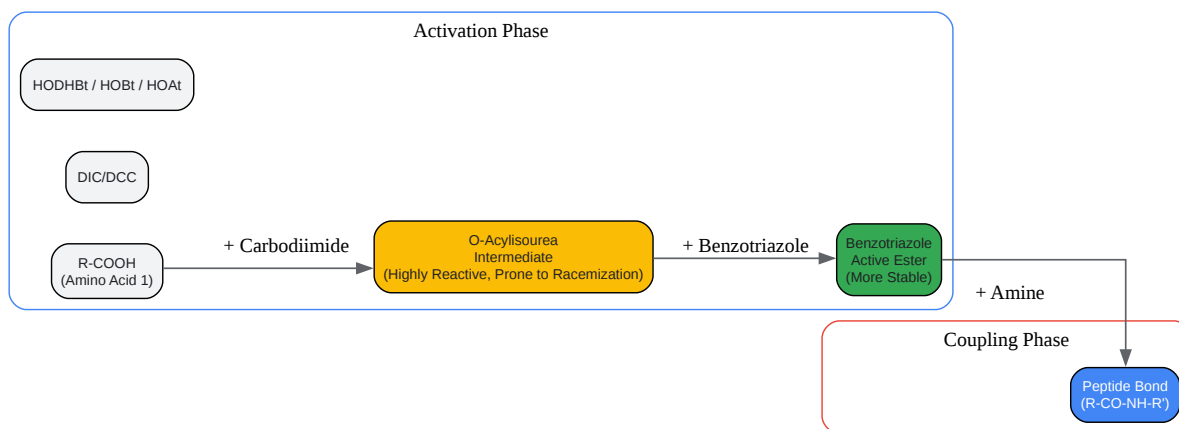 Activation Phase
HODHBt / HOBt / HOAt
DIC/DCC
R-COOH
(Amino Acid 1)
+ Carbodiimide
O-Acylisourea
Intermediate
(Highly Reactive, Prone to Racemization)
+ Benzotriazole
Benzotriazole
Active Ester
(More Stable)
+ Amine
Coupling Phase
Peptide Bond
(R-CO-NH-R')